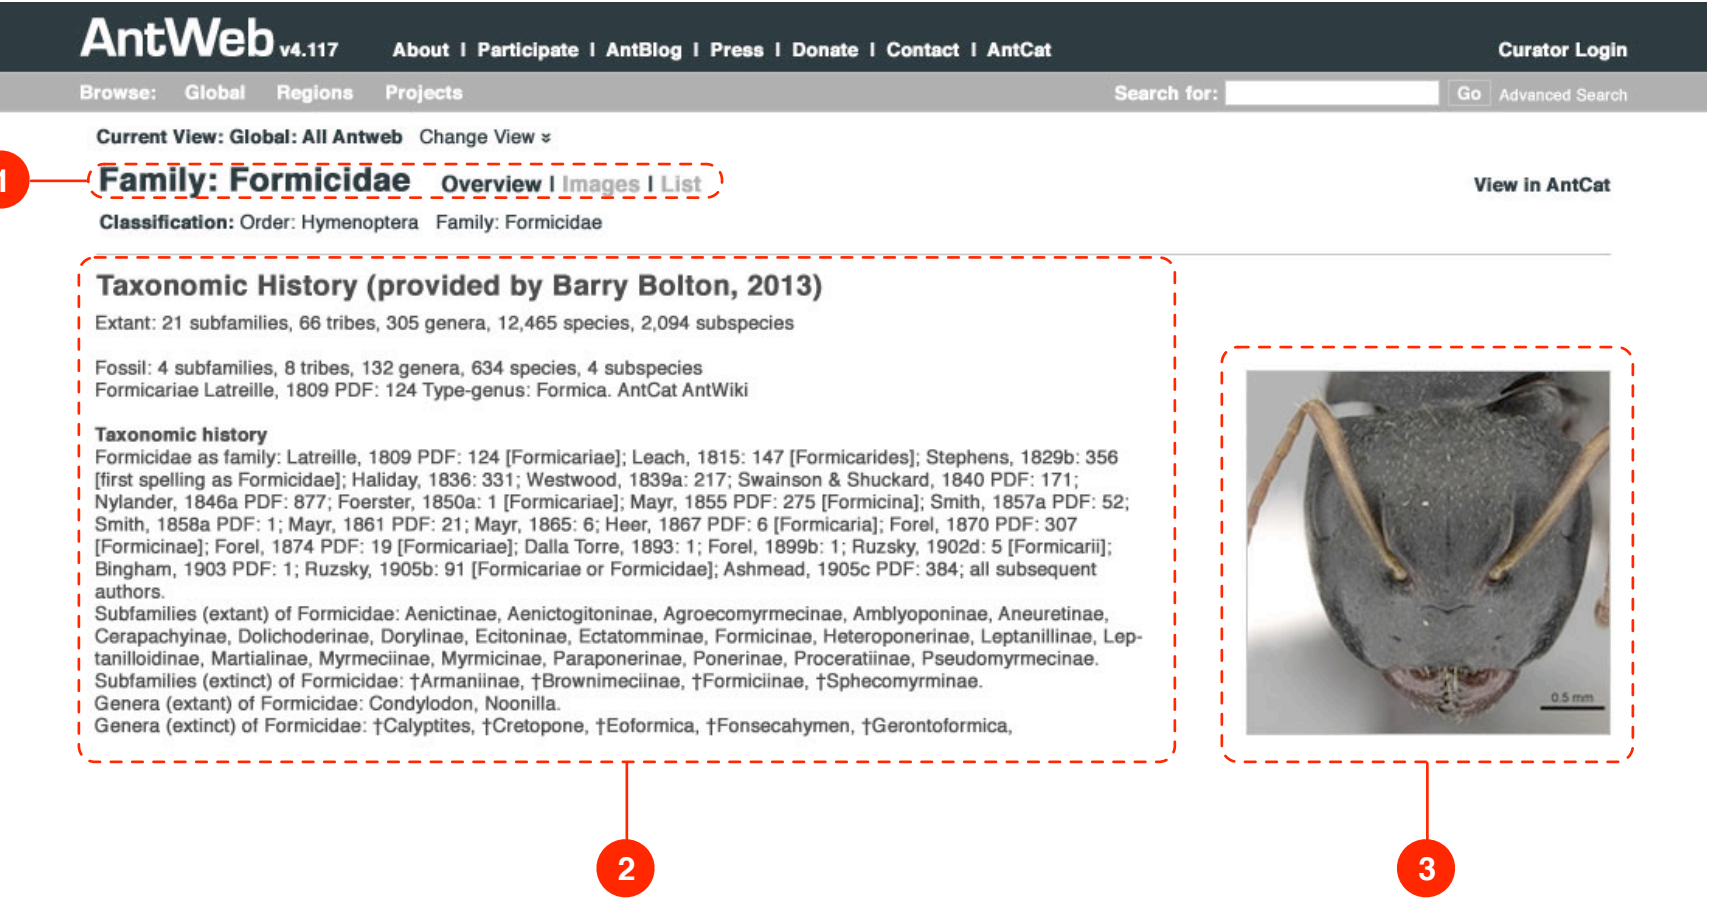 AntWeb v4.117 About | Participate | AntBlog | Press | Donate | Contact | AntCat Curator Login
Browse: Global Regions Projects Search for: Go Advanced Search
Current View: Global: All Antweb Change View
1 Family: Formicidae Overview | Images | List View in AntCat
Classification: Order: Hymenoptera Family: Formicidae
Taxonomic History (provided by Barry Bolton, 2013)
Extant: 21 subfamilies, 66 tribes, 305 genera, 12,465 species, 2,094 subspecies
Fossil: 4 subfamilies, 8 tribes, 132 genera, 634 species, 4 subspecies
Formicariae Latreille, 1809 PDF: 124 Type-genus: Formica. AntCat AntWiki
Taxonomic history
Formicidae as family: Latreille, 1809 PDF: 124 [Formicariae]; Leach, 1815: 147 [Formicarides]; Stephens, 1829b: 356
[first spelling as Formicidae]; Haliday, 1836: 331; Westwood, 1839a: 217; Swainson & Shuckard, 1840 PDF: 171;
Nylander, 1846a PDF: 877; Foerster, 1850a: 1 [Formicariae]; Mayr, 1855 PDF: 275 [Formicina]; Smith, 1857a PDF: 52;
Smith, 1858a PDF: 1; Mayr, 1861 PDF: 21; Mayr, 1865: 6; Heer, 1867 PDF: 6 [Formicaria]; Forel, 1870 PDF: 307
[Formicinae]; Forel, 1874 PDF: 19 [Formicariae]; Dalla Torre, 1893: 1; Forel, 1899b: 1; Ruzsky, 1902d: 5 [Formicarii];
Bingham, 1903 PDF: 1; Ruzsky, 1905b: 91 [Formicariae or Formicidae]; Ashmead, 1905c PDF: 384; all subsequent
authors.
Subfamilies (extant) of Formicidae: Aenictinae, Aenictogitoninae, Agroecomyrmecinae, Amblyoponinae, Aneuretinae,
Cerapachyinae, Dolichoderinae, Dorylinae, Ecitoninae, Ectatomminae, Formicinae, Heteroponerinae, Leptanillinae, Lep-
tanilloidinae, Martialinae, Myrmeciinae, Myrmicinae, Paraponerinae, Ponerinae, Proceratiinae, Pseudomyrmecinae.
Subfamilies (extinct) of Formicidae: †Armaniinae, †Brownimeciinae, †Formiciinae, †Sphecomyrminae.
Genera (extant) of Formicidae: Condylodon, Noonilla.
Genera (extinct) of Formicidae: †Calyptites, †Cretopone, †Eoformica, †Fonsecahymen, †Gerontoformica,
0.5 mm
2
3